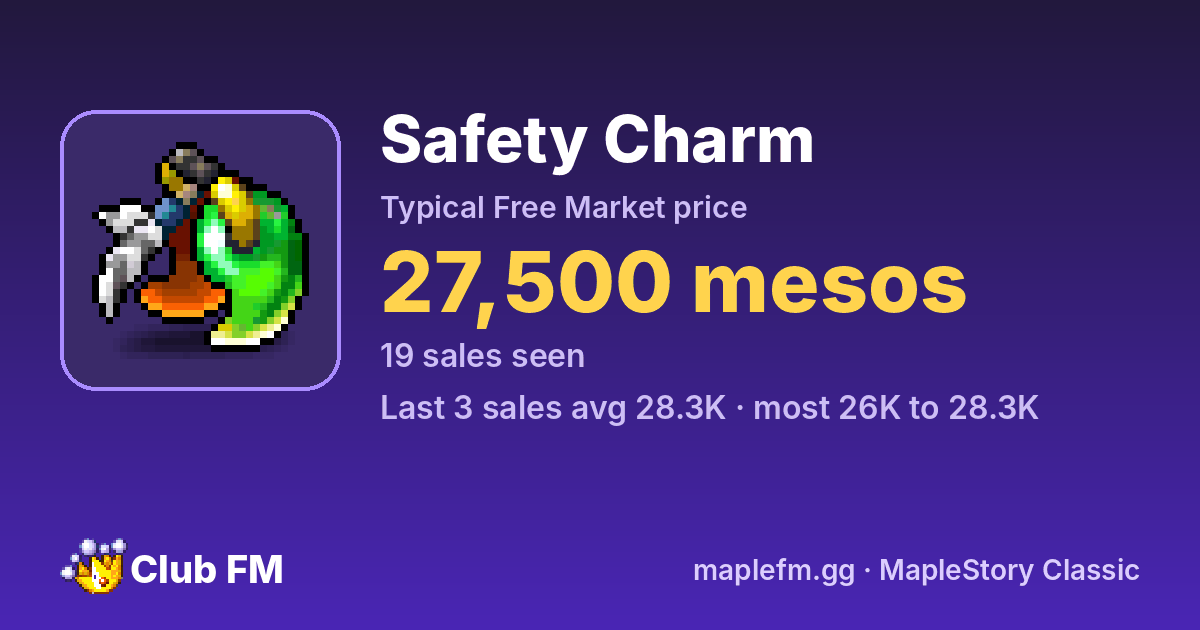 Safety Charm
Typical Free Market price
27,500 mesos
19 sales seen
Last 3 sales avg 28.3K · most 26K to 28.3K
Club FM
maplefm.gg · MapleStory Classic